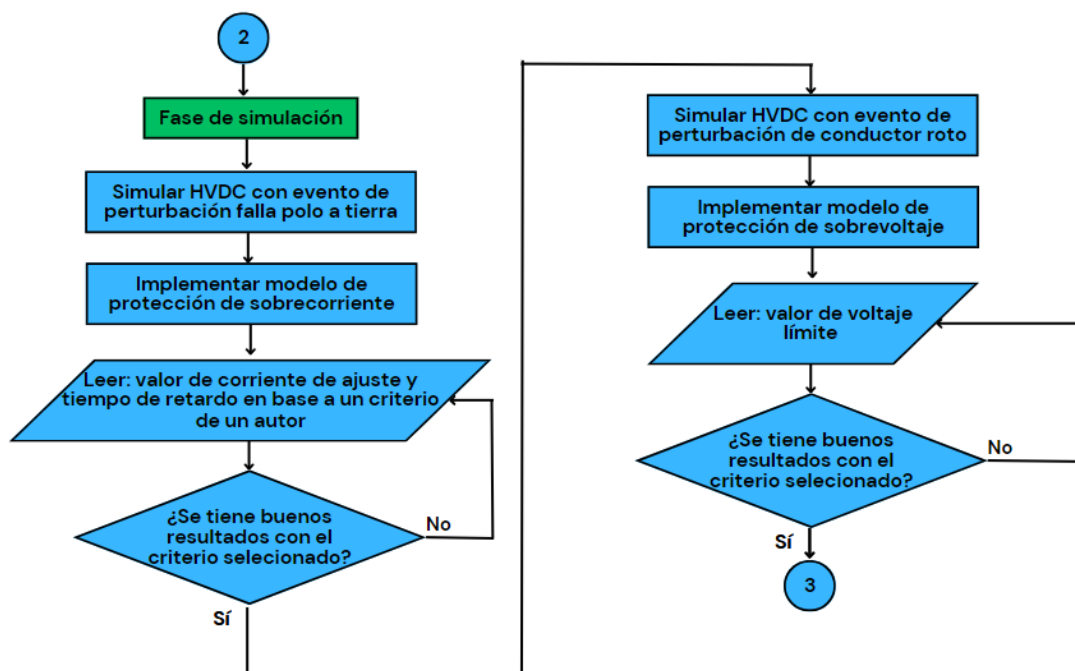 2
Fase de simulación
Simular HVDC con evento de
perturbación falla polo a tierra
Implementar modelo de
protección de sobrecorriente
Leer: valor de corriente de ajuste y
tiempo de retardo en base a un criterio
de un autor
¿Se tiene buenos
resultados con el
criterio seleccionado?
No
Sí
Simular HVDC con evento de
perturbación de conductor roto
Implementar modelo de
protección de sobrevoltaje
Leer: valor de voltaje
límite
¿Se tiene buenos
resultados con el
criterio seleccionado?
No
Sí
3